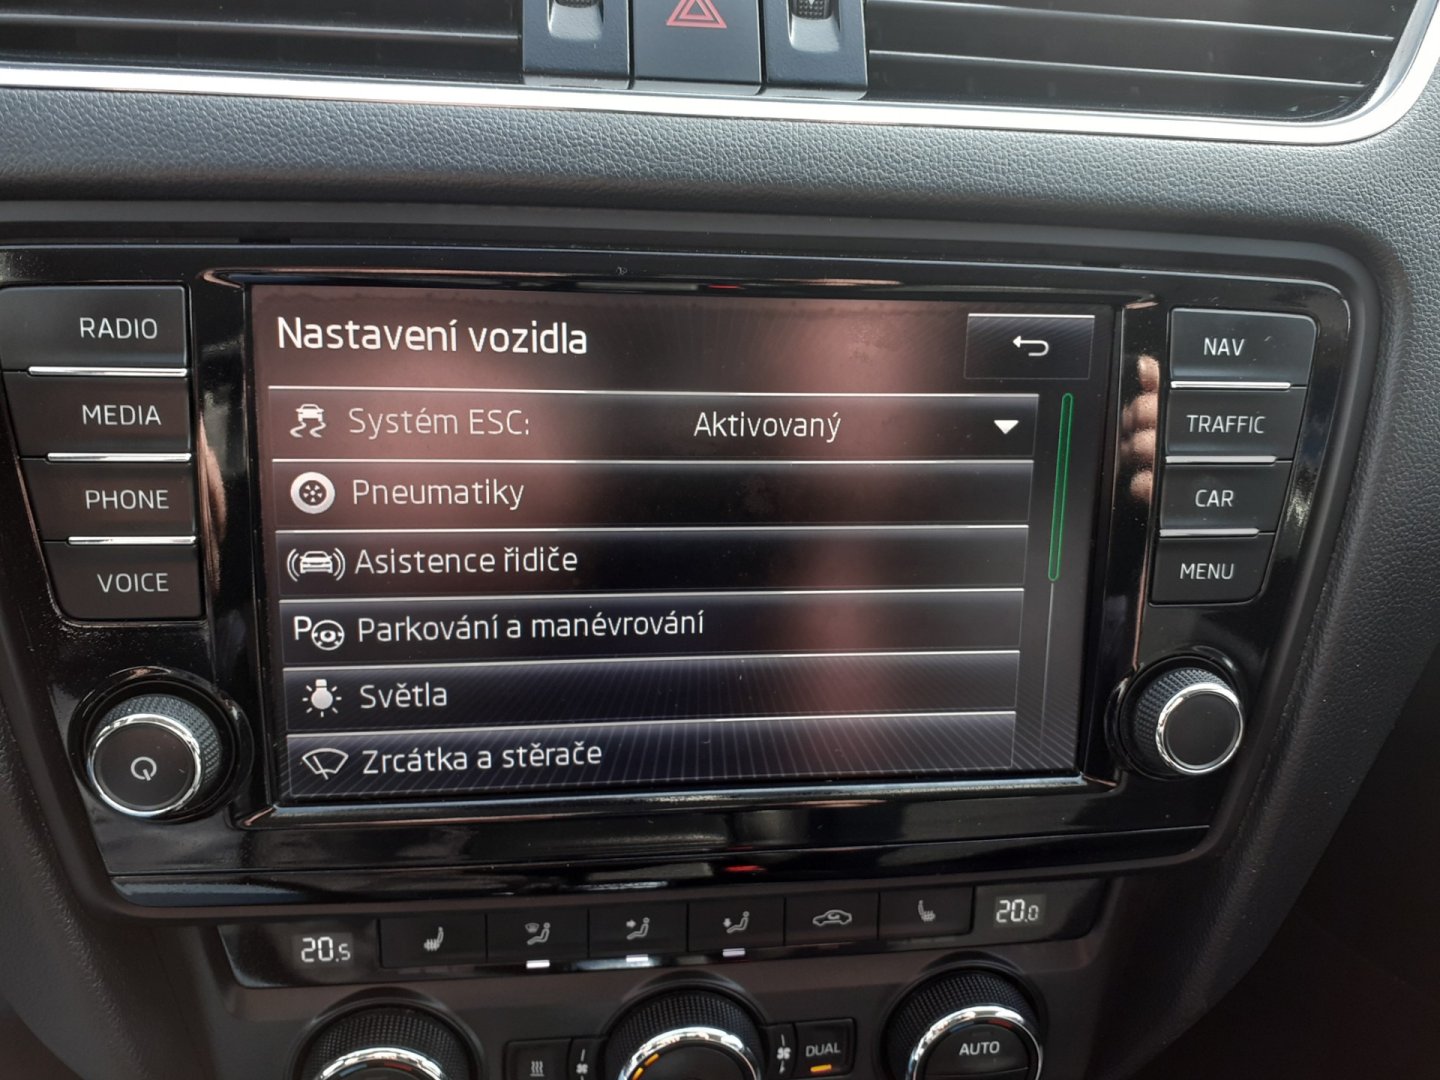 RADIO
MEDIA
PHONE
VOICE
Nastavení vozidla
Systém ESC: Aktivovaný
Pneumatiky
Asistence řidiče
P Parkování a manévrování
Světla
Zrcátka a stěrače
NAV
TRAFFIC
CAR
MENU
20.5
20.0
DUAL
AUTO